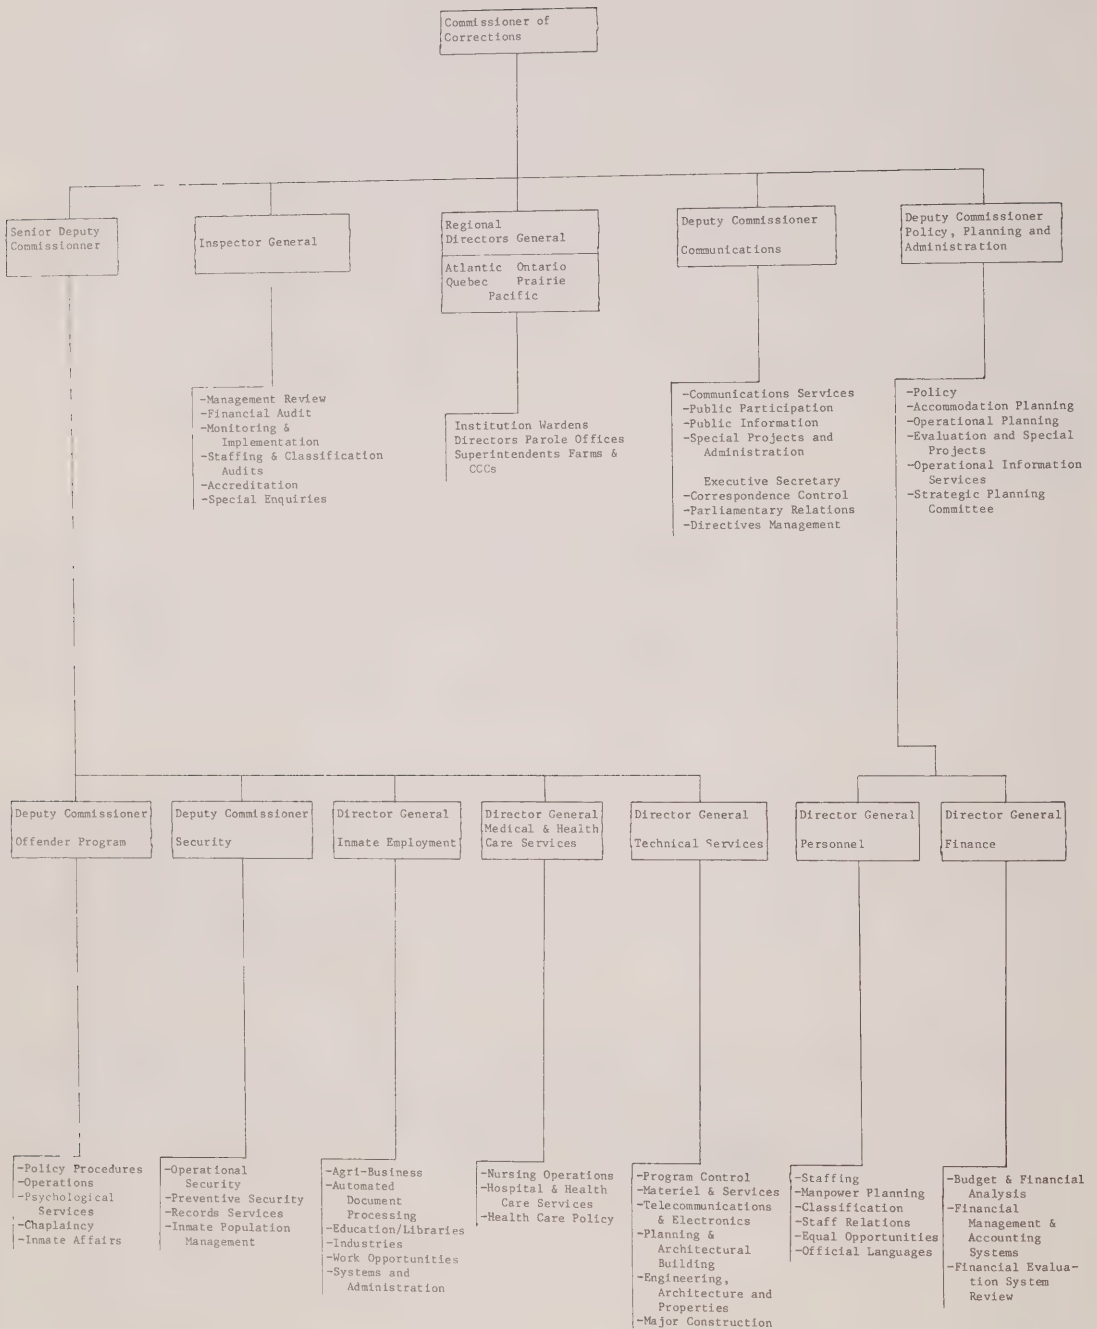 Commissioner of
Corrections
Senior Deputy
Commissionner
Inspector General
Regional
Directors General
Atlantic Ontario
Quebec Prairie
Pacific
Deputy Commissioner
Communications
Deputy Commissioner
Policy, Planning and
Administration
-Management Review
-Financial Audit
-Monitoring &
Implementation
-Staffing & Classification
Audits
-Accreditation
-Special Enquiries
Institution Wardens
Directors Parole Offices
Superintendents Farms &
CCCs
-Communications Services
-Public Participation
-Public Information
-Special Projects and
Administration
Executive Secretary
-Correspondence Control
-Parliamentary Relations
-Directives Management
-Policy
-Accommodation Planning
-Operational Planning
-Evaluation and Special
Projects
-Operational Information
Services
-Strategic Planning
Committee
Deputy Commissioner
Offender Program
Deputy Commissioner
Security
Director General
Inmate Employment
Director General
Medical & Health
Care Services
Director General
Technical Services
Director General
Personnel
Director General
Finance
-Policy Procedures
-Operations
-Psychological
Services
-Chaplaincy
-Inmate Affairs
-Operational
Security
-Preventive Security
-Records Services
-Inmate Population
Management
-Agri-Business
-Automated
Document
Processing
-Education/Libraries
-Industries
-Work Opportunities
-Systems and
Administration
-Nursing Operations
-Hospital & Health
Care Services
-Health Care Policy
-Program Control
-Materiel & Services
-Telecommunications
& Electronics
-Planning &
Architectural
Building
-Engineering,
Architecture and
Properties
-Major Construction
-Staffing
-Manpower Planning
-Classification
-Staff Relations
-Equal Opportunities
-Official Languages
-Budget & Financial
Analysis
-Financial
Management &
Accounting
Systems
-Financial Evalua-
tion System
Review